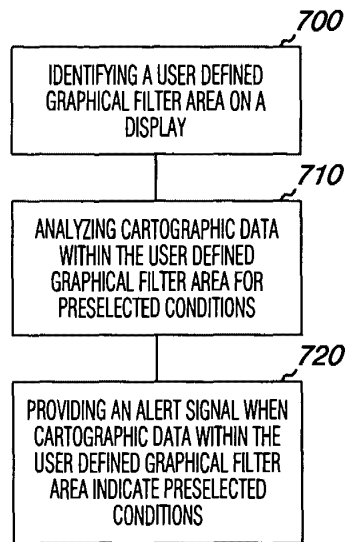 700
IDENTIFYING A USER DEFINED
GRAPHICAL FILTER AREA ON A
DISPLAY
710
ANALYZING CARTOGRAPHIC DATA
WITHIN THE USER DEFINED
GRAPHICAL FILTER AREA FOR
PRESELECTED CONDITIONS
720
PROVIDING AN ALERT SIGNAL WHEN
CARTOGRAPHIC DATA WITHIN THE
USER DEFINED GRAPHICAL FILTER
AREA INDICATE PRESELECTED
CONDITIONS